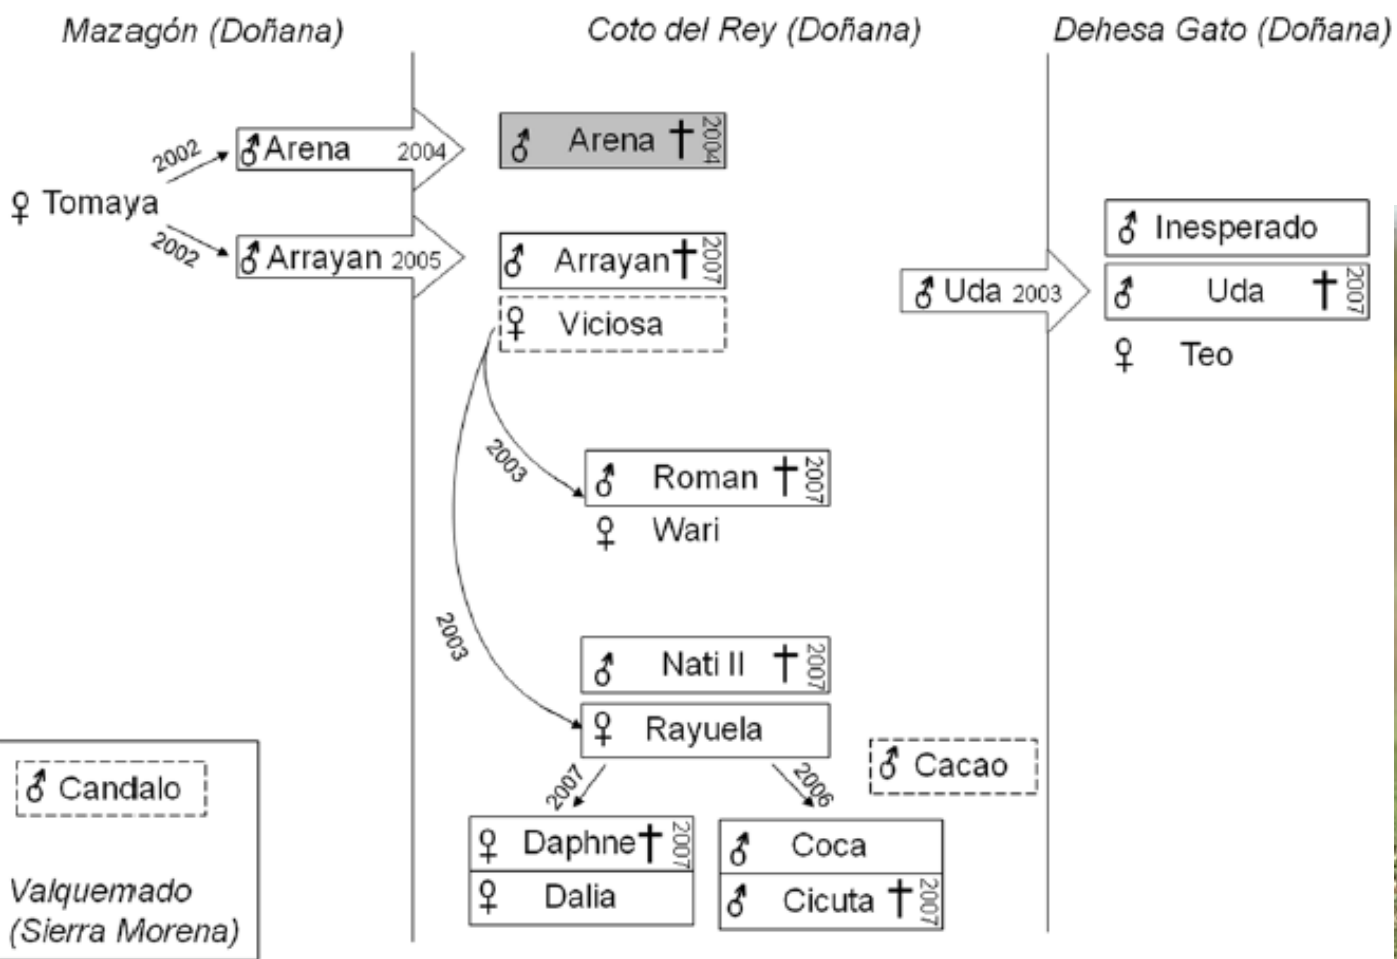 Mazagón (Doñana)
Coto del Rey (Doñana)
Dehesa Gato (Doñana)
♀ Tomaya
2002
2002
♂ Arena 2004
♂ Arrayan 2005
♂ Arena † 2004
♂ Arrayan † 2007
♀ Viciosa
♂ Uda 2003
♂ Inesperado
♂ Uda † 2007
♀ Teo
2003
♂ Roman † 2007
♀ Wari
2003
♂ Nati II † 2007
♀ Rayuela
♂ Cacao
2007
2006
♀ Daphne † 2007
♀ Dalia
♂ Coca
♂ Cicuta † 2007
♂ Candalo
Valquemado
(Sierra Morena)